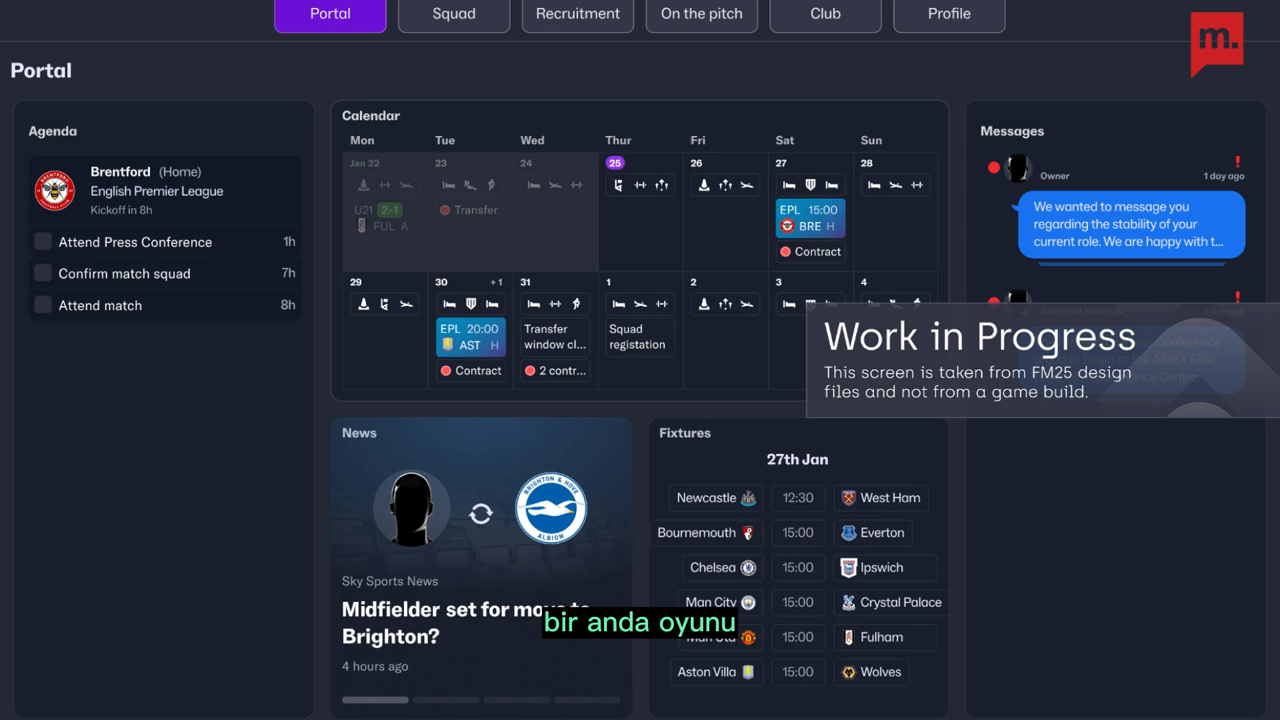 Portal
Squad
Recruitment
On the pitch
Club
Profile
m.
Portal
Agenda
Brentford (Home)
English Premier League
Kickoff in 8h
Attend Press Conference 1h
Confirm match squad 7h
Attend match 8h
Calendar
Mon Tue Wed Thur Fri Sat Sun
Jan 22 23 24 25 26 27 28
U21 2-1
FUL A
Transfer
EPL 15:00
BRE H
Contract
29 30 +1 31 1 2 3 4
EPL 20:00
AST H
Contract
Transfer
window cl...
2 contr...
Squad
registation
Messages
Owner 1 day ago
We wanted to message you
regarding the stability of your
current role. We are happy with t...
Work in Progress
This screen is taken from FM25 design
files and not from a game build.
News
Sky Sports News
Midfielder set for move to
Brighton?
4 hours ago
BRIGHTON & HOVE
ALBION
bir anda oyunu
Fixtures
27th Jan
Newcastle 12:30 West Ham
Bournemouth 15:00 Everton
Chelsea 15:00 Ipswich
Man City 15:00 Crystal Palace
Man Utd 15:00 Fulham
Aston Villa 15:00 Wolves